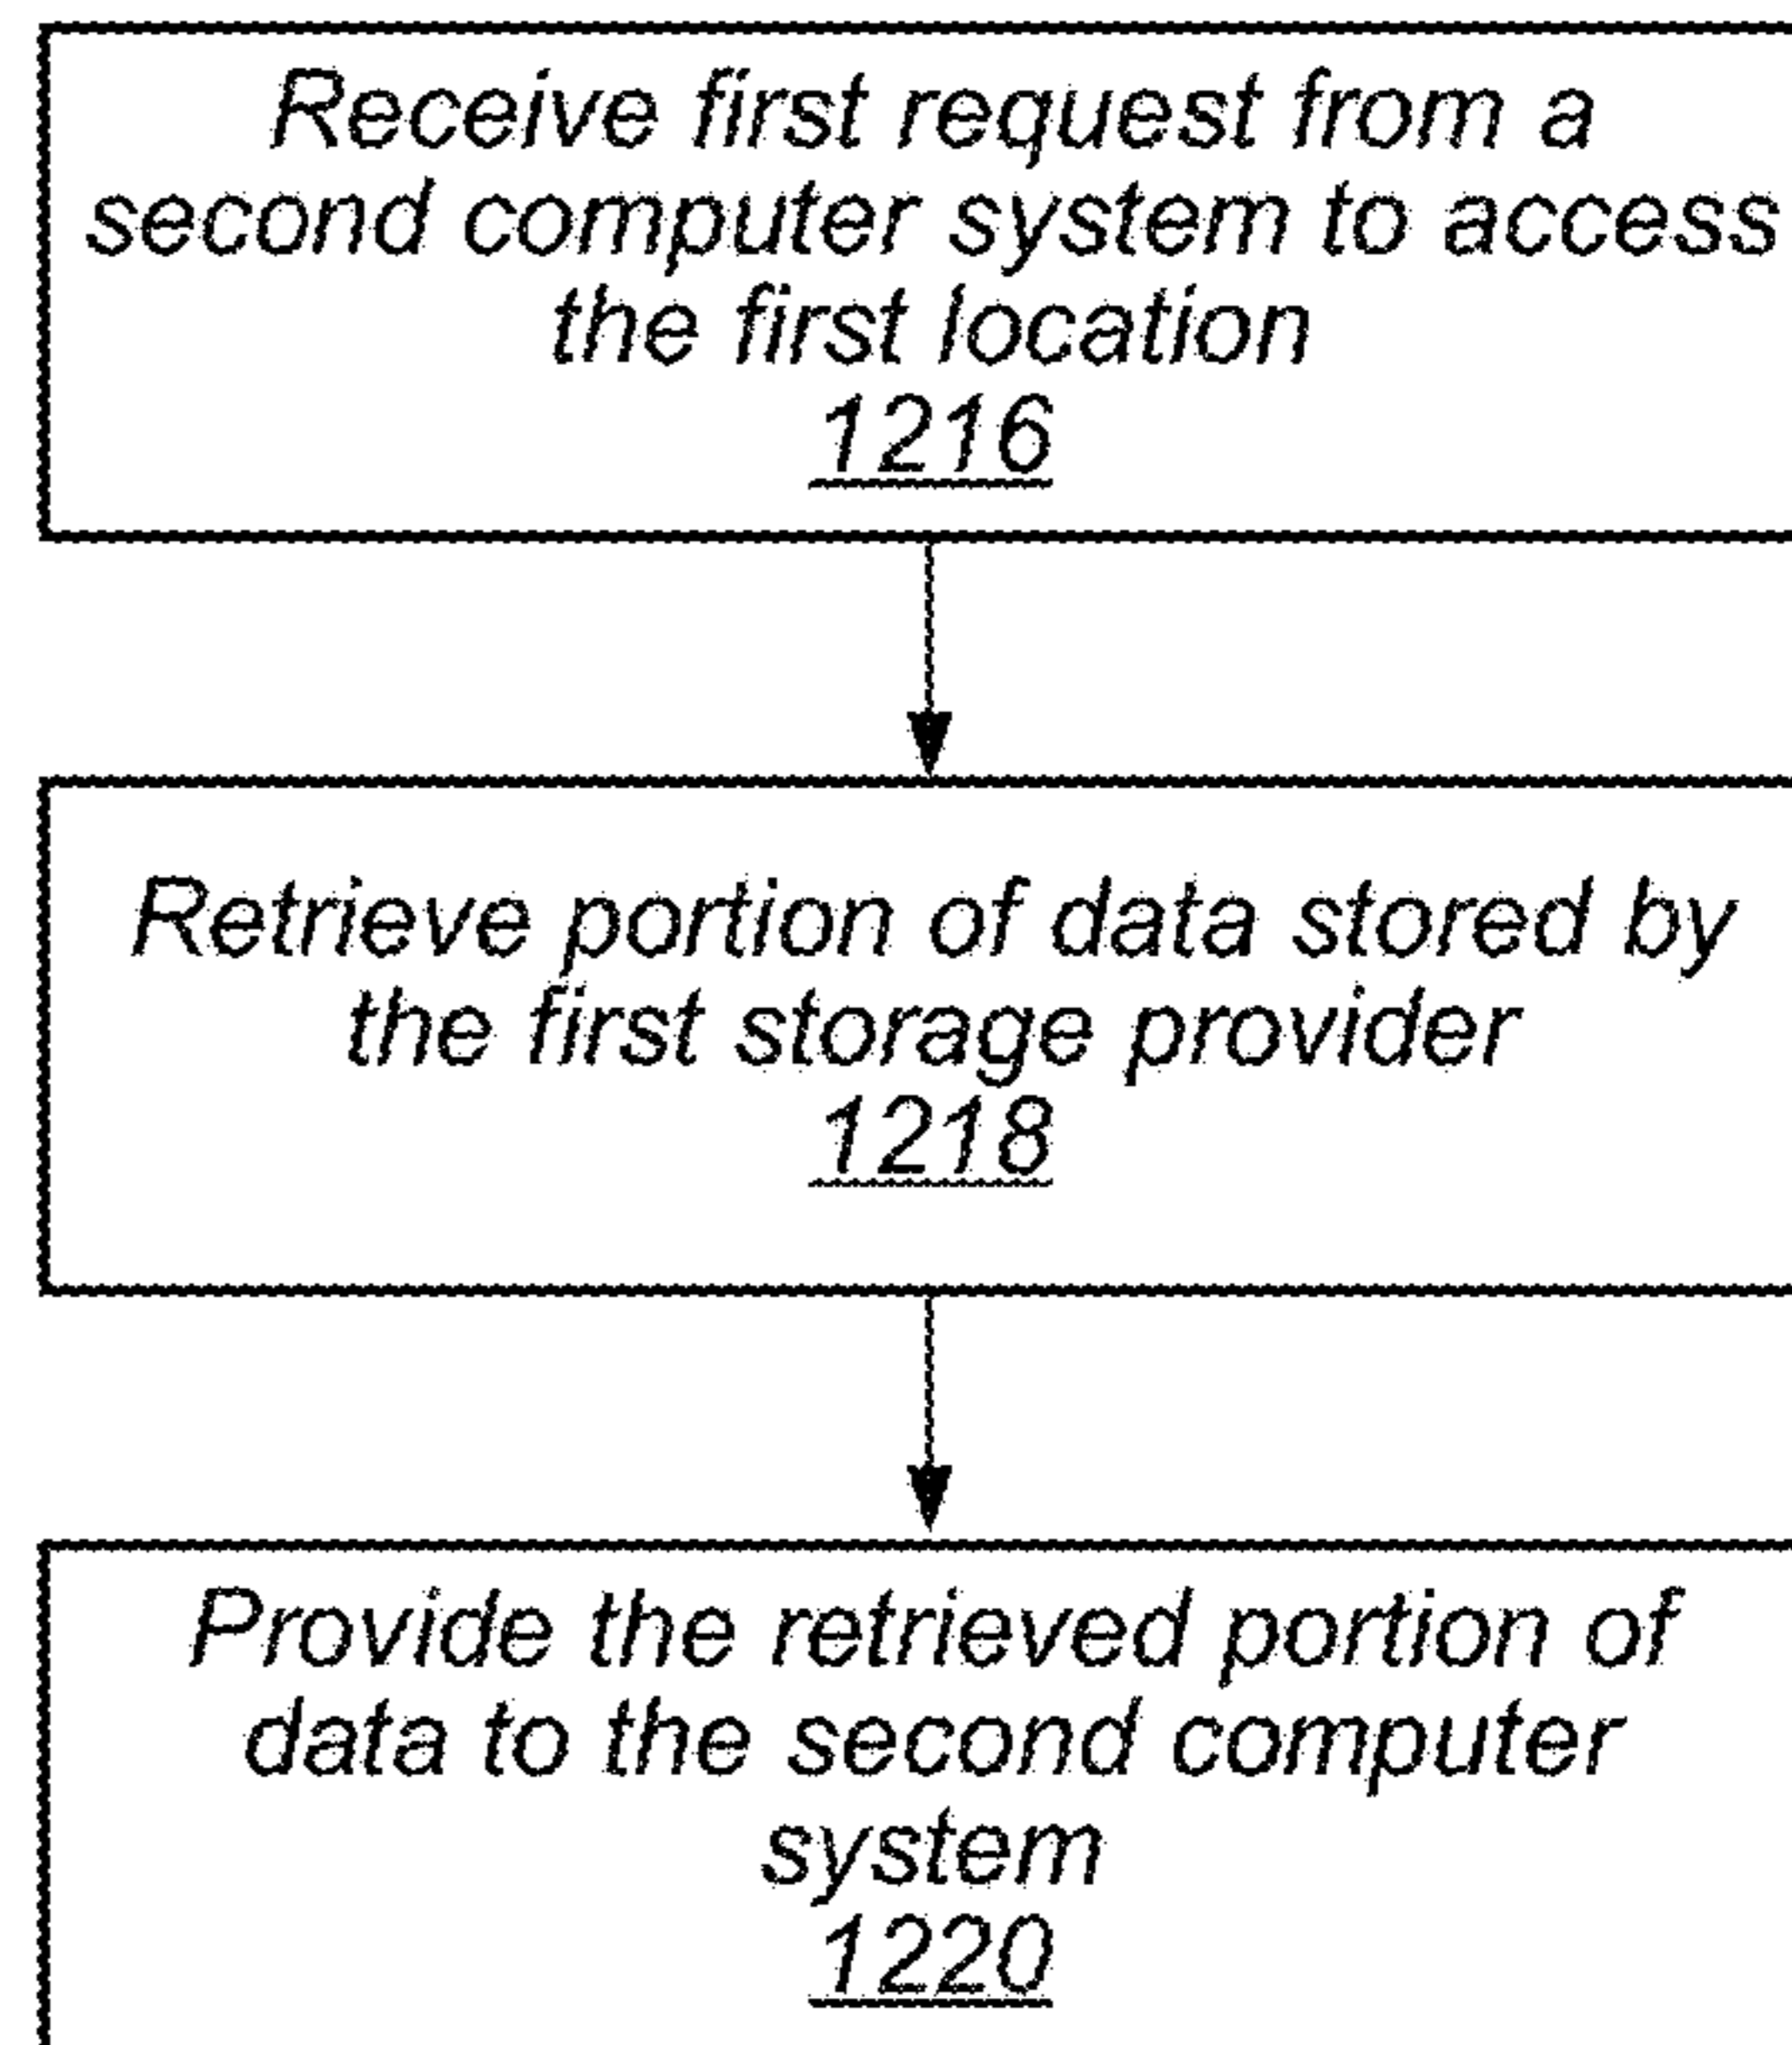 Receive first request from a
second computer system to access
the first location
1216
Retrieve portion of data stored by
the first storage provider
1218
Provide the retrieved portion of
data to the second computer
system
1220